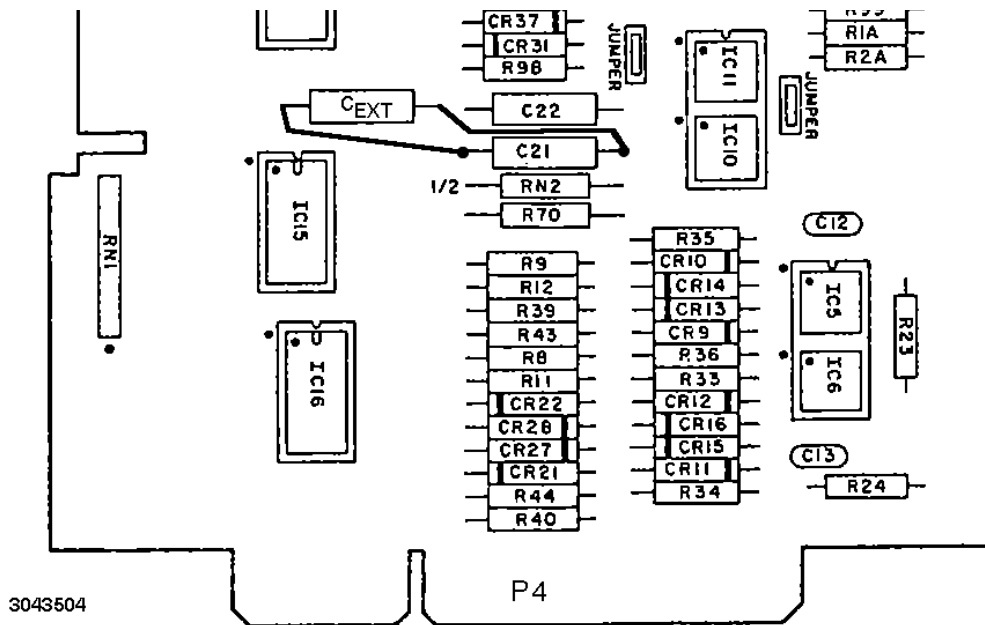 CR37
CR31
R98
JUMPER
R1A
R2A
IC11
JUMPER
CEXT
C22
C21
IC10
1/2
RN2
R70
RN1
IC15
C12
R35
CR10
CR14
CR13
CR9
R36
R33
CR12
CR16
CR15
CR11
R34
R9
R12
R39
R43
R8
R11
CR22
CR28
CR27
CR21
R44
R40
IC5
IC6
R23
IC16
C13
R24
P4
3043504